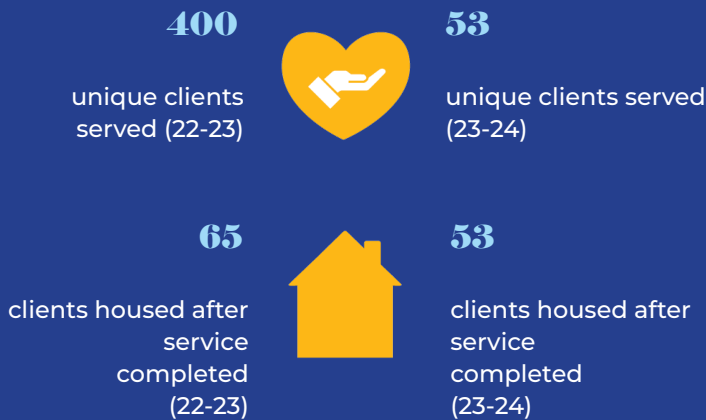 400
unique clients
served (22-23)
53
unique clients served
(23-24)
65
clients housed after
service
completed
(22-23)
53
clients housed after
service
completed
(23-24)